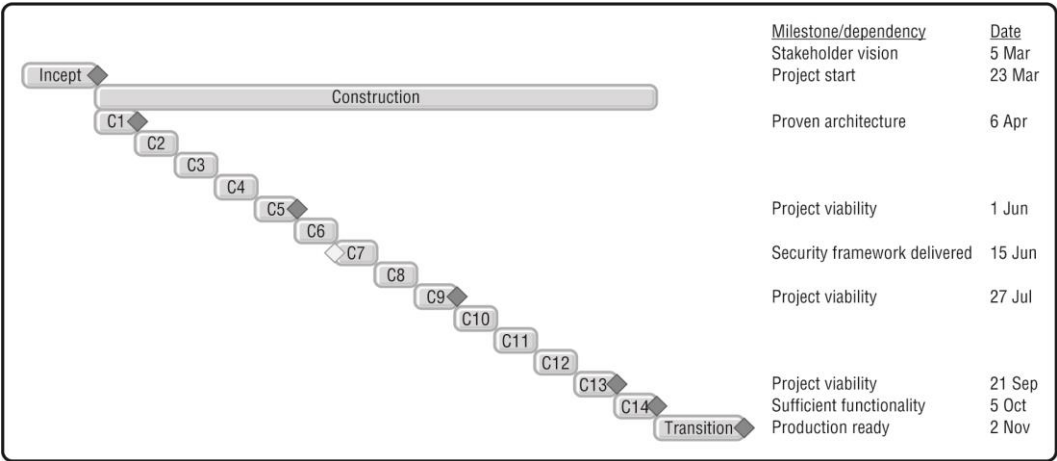 Milestone/dependency Date
Stakeholder vision 5 Mar
Incept Project start 23 Mar
Construction
C1 Proven architecture 6 Apr
C2
C3
C4
C5 Project viability 1 Jun
C6
C7 Security framework delivered 15 Jun
C8
C9 Project viability 27 Jul
C10
C11
C12
C13 Project viability 21 Sep
C14 Sufficient functionality 5 Oct
Transition Production ready 2 Nov